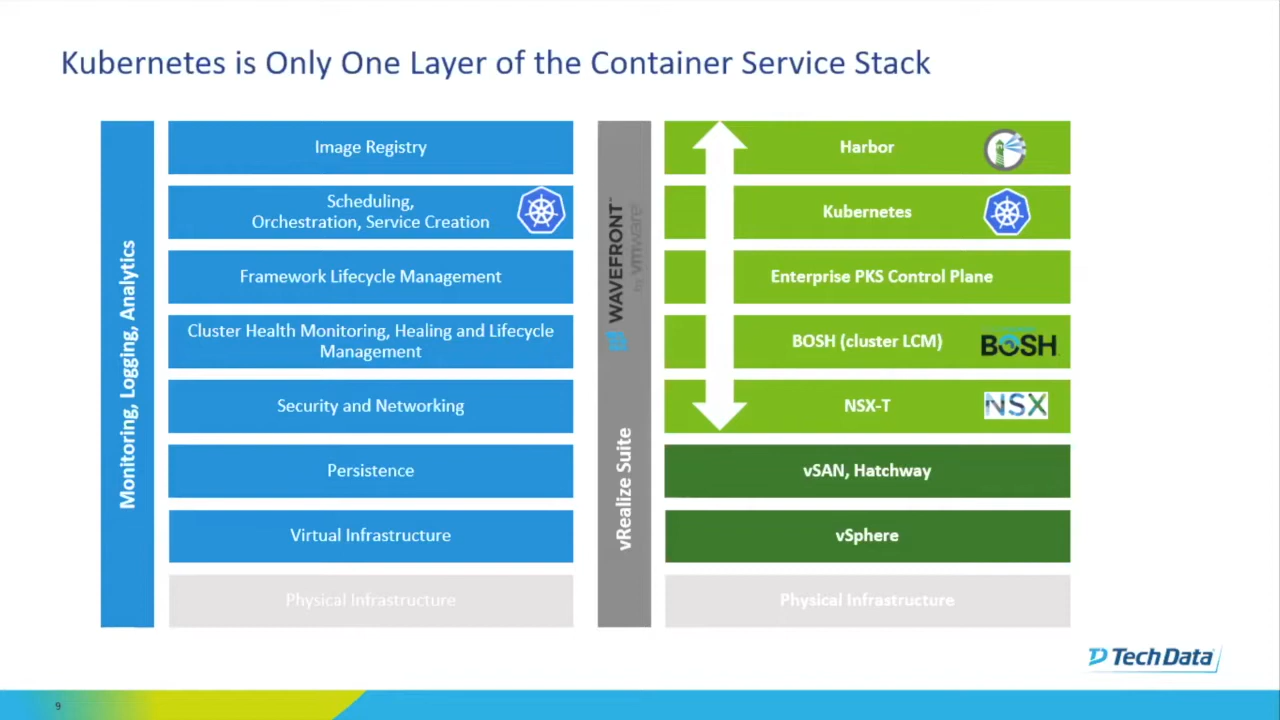 Kubernetes is Only One Layer of the Container Service Stack
Monitoring, Logging, Analytics
Image Registry
Scheduling,
Orchestration, Service Creation
Framework Lifecycle Management
Cluster Health Monitoring, Healing and Lifecycle
Management
Security and Networking
Persistence
Virtual Infrastructure
Physical Infrastructure
WAVEFRONT™
by vmware®
vRealize Suite
Harbor
Kubernetes
Enterprise PKS Control Plane
BOSH (cluster LCM)
BOSH
NSX-T
NSX
vSAN, Hatchway
vSphere
Physical Infrastructure
Tech Data
9